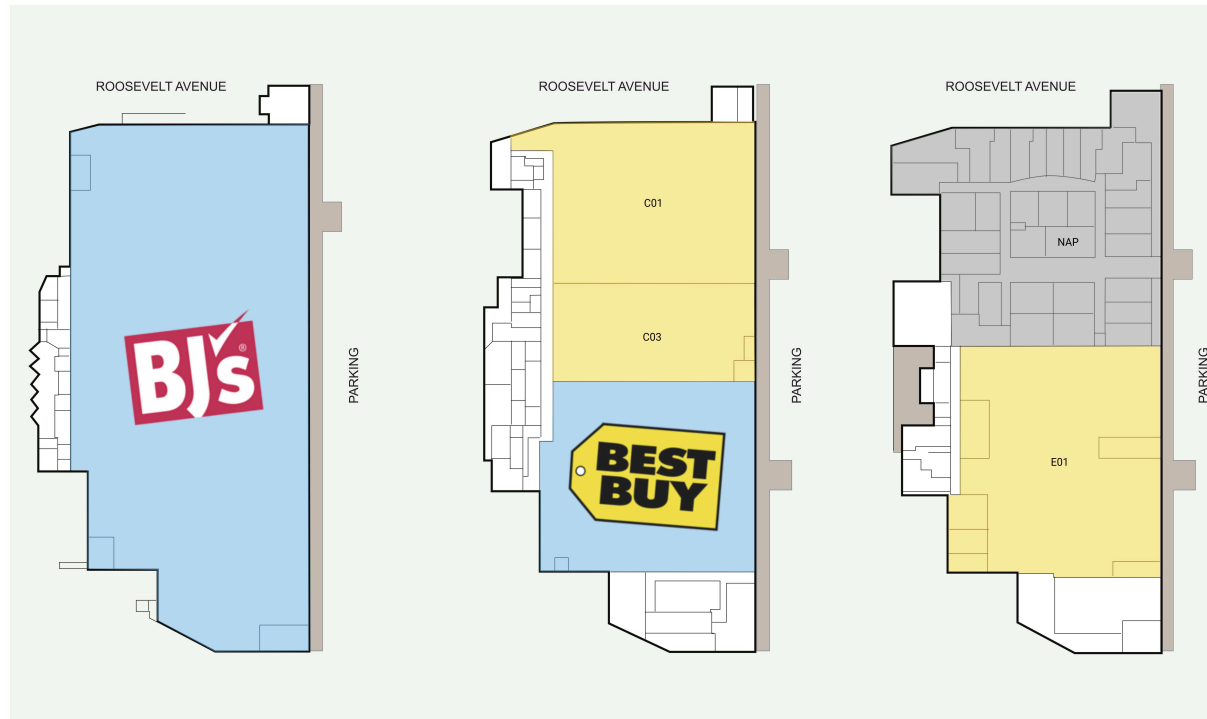 ROOSEVELT AVENUE
BJ's®
PARKING
ROOSEVELT AVENUE
C01
C03
BEST
BUY
PARKING
ROOSEVELT AVENUE
NAP
E01
PARKING